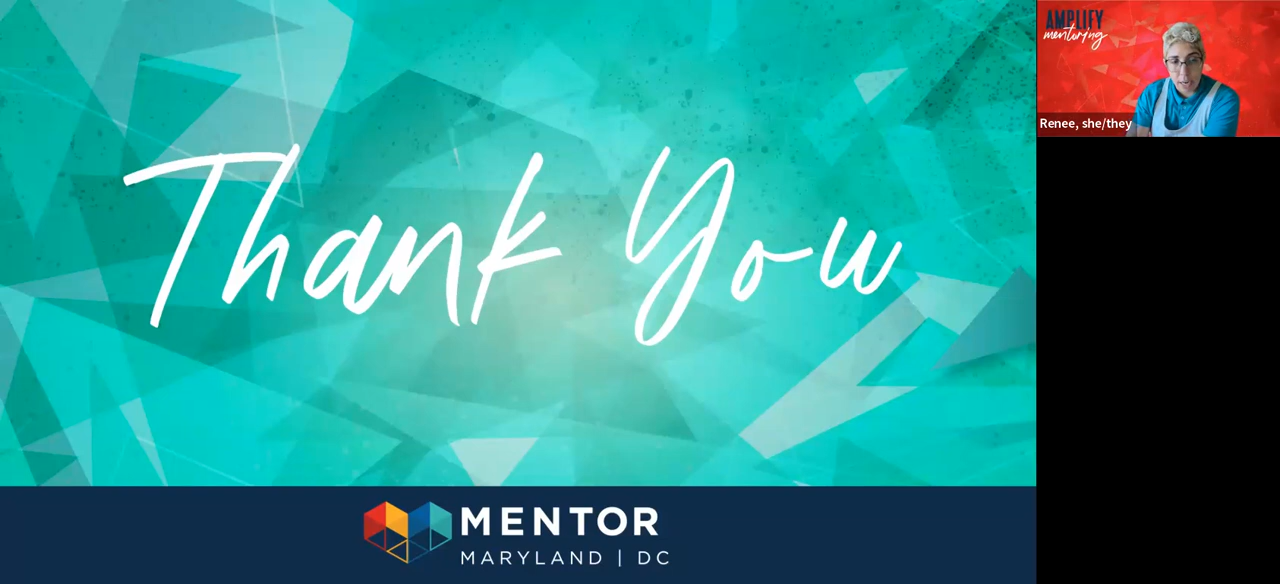 Thank You
MENTOR
MARYLAND | DC
AMPLIFY
mentoring
Renee, she/they